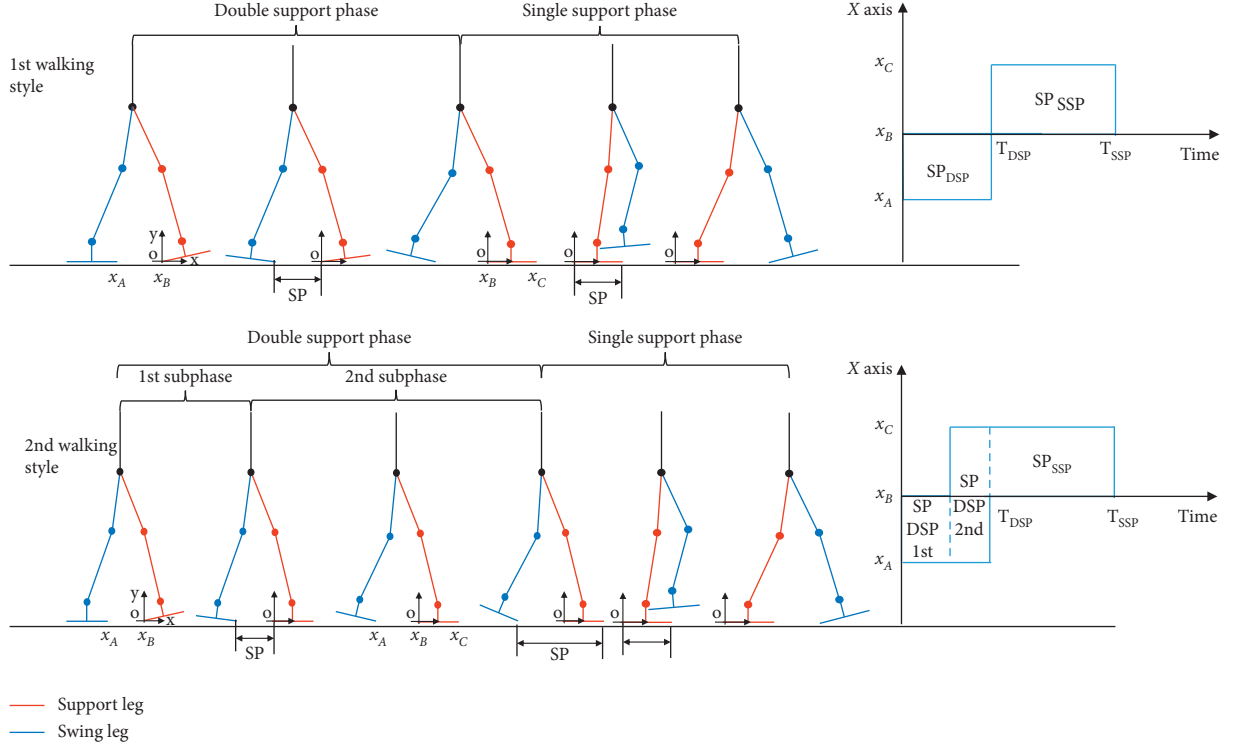 Double support phase
Single support phase
1st walking
style
y
o
x
x_A
x_B
o
SP
o
x_B
x_C
o
SP
o
X axis
x_C
x_B
x_A
SP SSP
SP_DSP
T_DSP
T_SSP
Time
Double support phase
Single support phase
1st subphase
2nd subphase
2nd walking
style
y
o
x
x_A
x_B
o
SP
o
x_A
x_B
x_C
o
SP
o
o
X axis
x_C
x_B
x_A
SP
DSP
1st
SP
DSP
2nd
SP_SSP
T_DSP
T_SSP
Time
Support leg
Swing leg